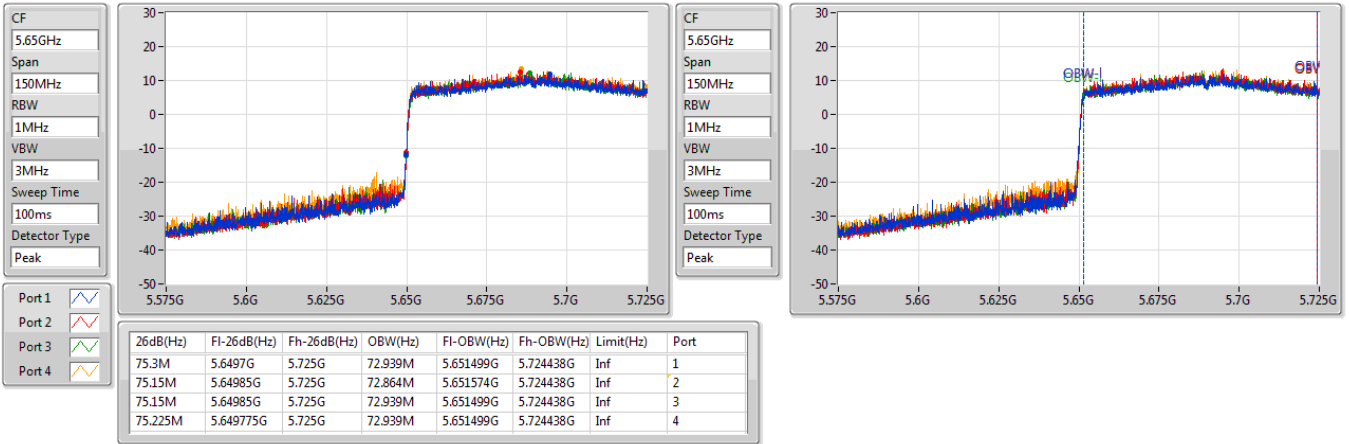 CF
5.65GHz
Span
150MHz
RBW
1MHz
VBW
3MHz
Sweep Time
100ms
Detector Type
Peak
30
20
10
0
-10
-20
-30
-40
-50
5.575G 5.6G 5.625G 5.65G 5.675G 5.7G 5.725G
CF
5.65GHz
Span
150MHz
RBW
1MHz
VBW
3MHz
Sweep Time
100ms
Detector Type
Peak
30
20
10
0
-10
-20
-30
-40
-50
OBW-l
OBV
5.575G 5.6G 5.625G 5.65G 5.675G 5.7G 5.725G
Port 1
Port 2
Port 3
Port 4
26dB(Hz) Fl-26dB(Hz) Fh-26dB(Hz) OBW(Hz) Fl-OBW(Hz) Fh-OBW(Hz) Limit(Hz) Port
75.3M 5.6497G 5.725G 72.939M 5.651499G 5.724438G Inf 1
75.15M 5.64985G 5.725G 72.864M 5.651574G 5.724438G Inf 2
75.15M 5.64985G 5.725G 72.939M 5.651499G 5.724438G Inf 3
75.225M 5.649775G 5.725G 72.939M 5.651499G 5.724438G Inf 4